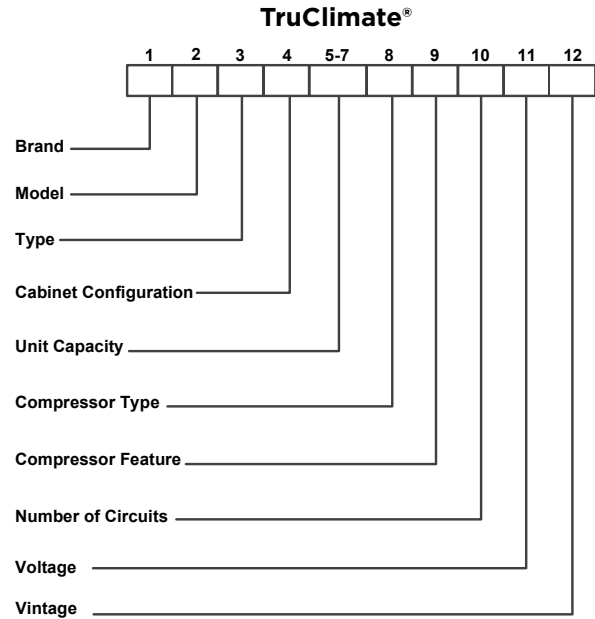 TruClimate®
1 2 3 4 5-7 8 9 10 11 12
Brand
Model
Type
Cabinet Configuration
Unit Capacity
Compressor Type
Compressor Feature
Number of Circuits
Voltage
Vintage